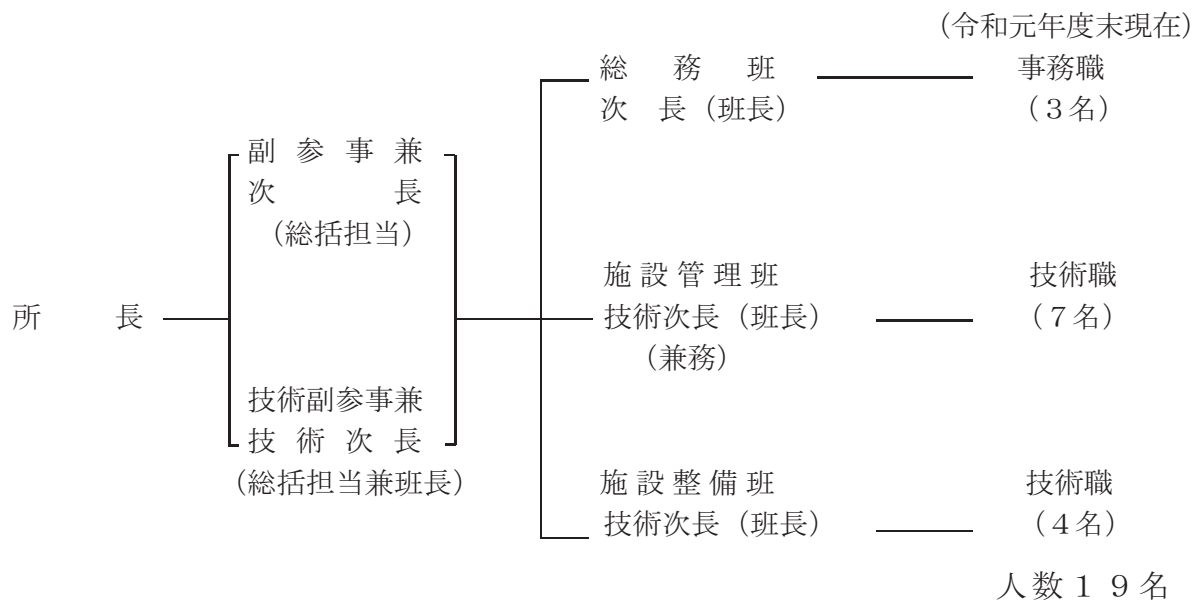 (令和元年度末現在)
総務班
次長（班長）
事務職
（３名）
副参事兼
次長
（総括担当）
所長
技術副参事兼
技術次長
（総括担当兼班長）
施設管理班
技術次長（班長）
（兼務）
技術職
（７名）
施設整備班
技術次長（班長）
技術職
（４名）
人数１９名